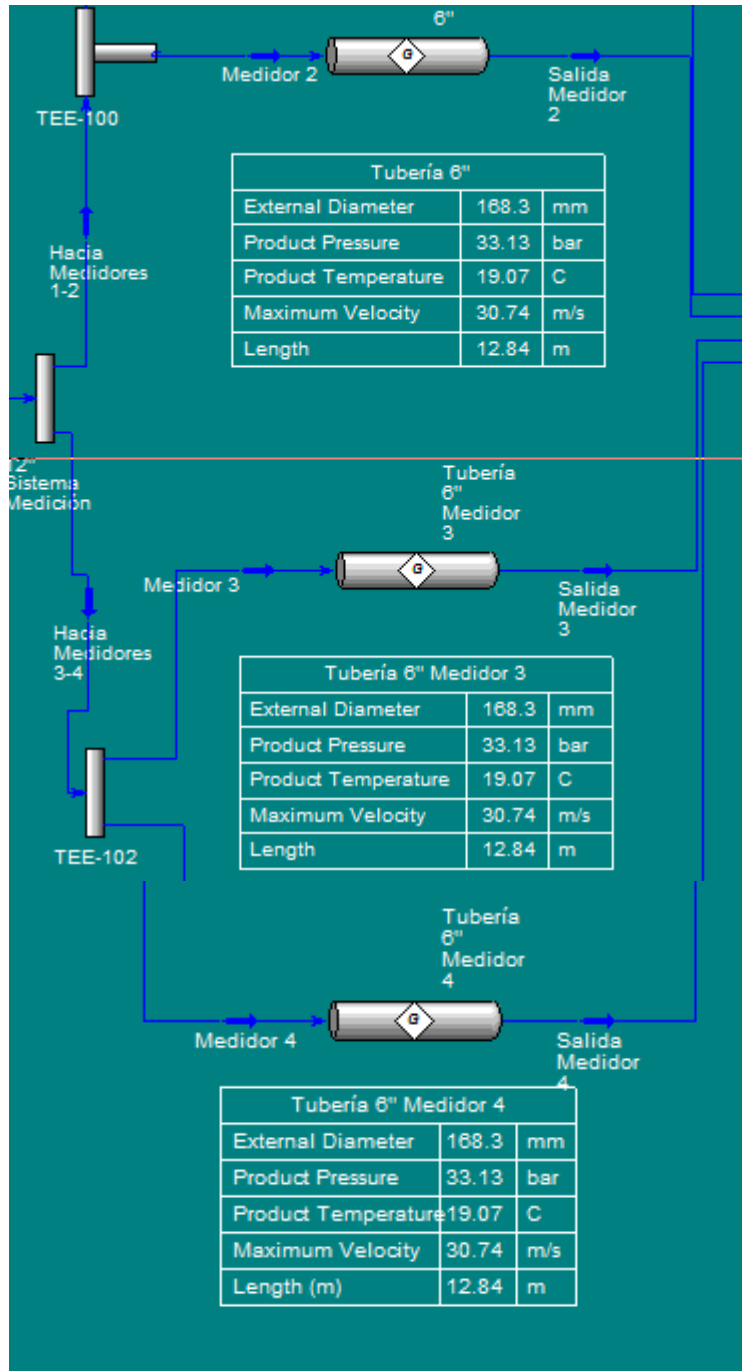 6"
G
Medidor 2
Salida
Medidor
2
TEE-100
Tubería 6"
External Diameter 168.3 mm
Product Pressure 33.13 bar
Product Temperature 19.07 C
Maximum Velocity 30.74 m/s
Length 12.84 m
Hacia
Medidores
1-2
12"
Sistema
Medición
Tubería
6"
Medidor
3
G
Medidor 3
Salida
Medidor
3
Hacia
Medidores
3-4
Tubería 6" Medidor 3
External Diameter 168.3 mm
Product Pressure 33.13 bar
Product Temperature 19.07 C
Maximum Velocity 30.74 m/s
Length 12.84 m
TEE-102
Tubería
6"
Medidor
4
G
Medidor 4
Salida
Medidor
4
Tubería 6" Medidor 4
External Diameter 168.3 mm
Product Pressure 33.13 bar
Product Temperature 19.07 C
Maximum Velocity 30.74 m/s
Length (m) 12.84 m